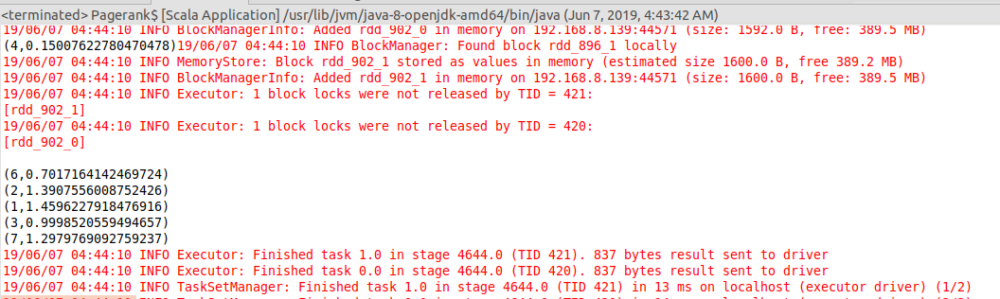 <terminated> Pagerank$ [Scala Application] /usr/lib/jvm/java-8-openjdk-amd64/bin/java (Jun 7, 2019, 4:43:42 AM)
19/06/07 04:44:10 INFO BlockManagerInfo: Added rdd_902_0 in memory on 192.168.8.139:44571 (size: 1592.0 B, free: 389.5 MB)
(4,0.15007622780470478)19/06/07 04:44:10 INFO BlockManager: Found block rdd_896_1 locally
19/06/07 04:44:10 INFO MemoryStore: Block rdd_902_1 stored as values in memory (estimated size 1600.0 B, free 389.2 MB)
19/06/07 04:44:10 INFO BlockManagerInfo: Added rdd_902_1 in memory on 192.168.8.139:44571 (size: 1600.0 B, free: 389.5 MB)
19/06/07 04:44:10 INFO Executor: 1 block locks were not released by TID = 421:
[rdd_902_1]
19/06/07 04:44:10 INFO Executor: 1 block locks were not released by TID = 420:
[rdd_902_0]
(6,0.7017164142469724)
(2,1.3907556008752426)
(1,1.4596227918476916)
(3,0.9998520559494657)
(7,1.2979769092759237)
19/06/07 04:44:10 INFO Executor: Finished task 1.0 in stage 4644.0 (TID 421). 837 bytes result sent to driver
19/06/07 04:44:10 INFO Executor: Finished task 0.0 in stage 4644.0 (TID 420). 837 bytes result sent to driver
19/06/07 04:44:10 INFO TaskSetManager: Finished task 1.0 in stage 4644.0 (TID 421) in 13 ms on localhost (executor driver) (1/2)